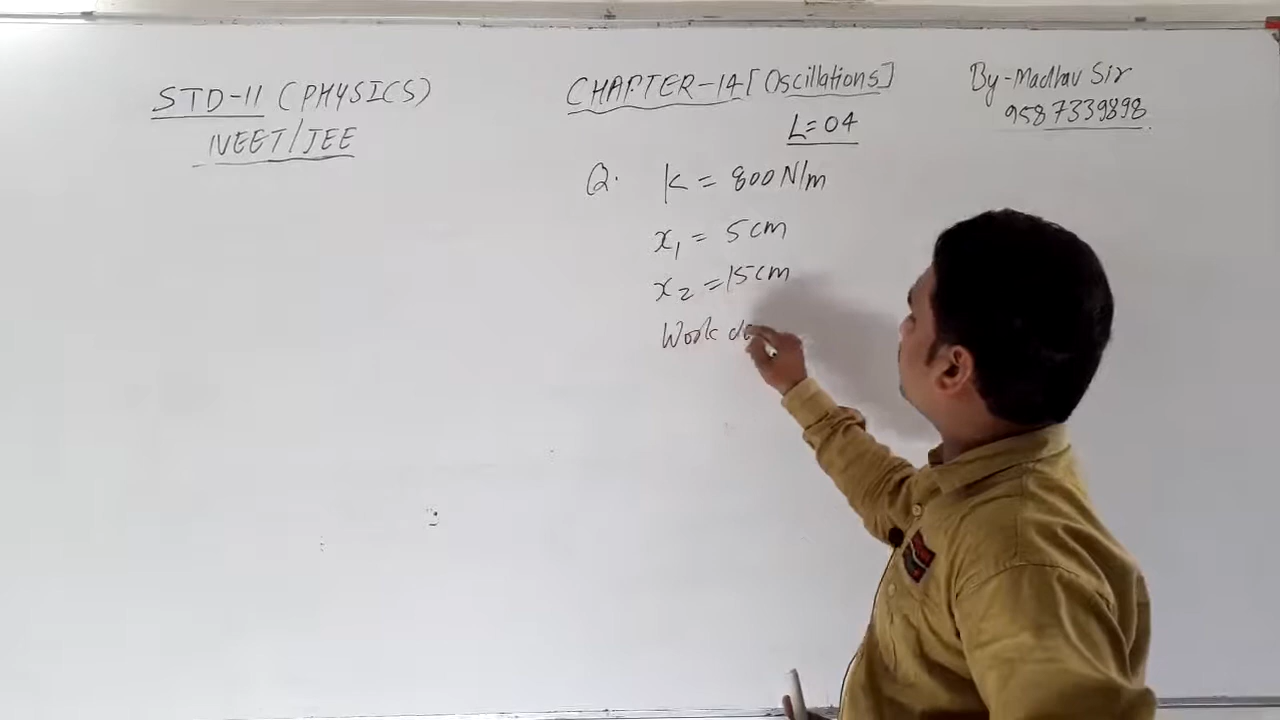 STD-11 (PHYSICS)
NEET/JEE
CHAPTER-14 [Oscillations]
L=04
By-Madhav Sir
9587339898
Q. K = 800 N/m
x₁ = 5 cm
x₂ = 15 cm
Work do